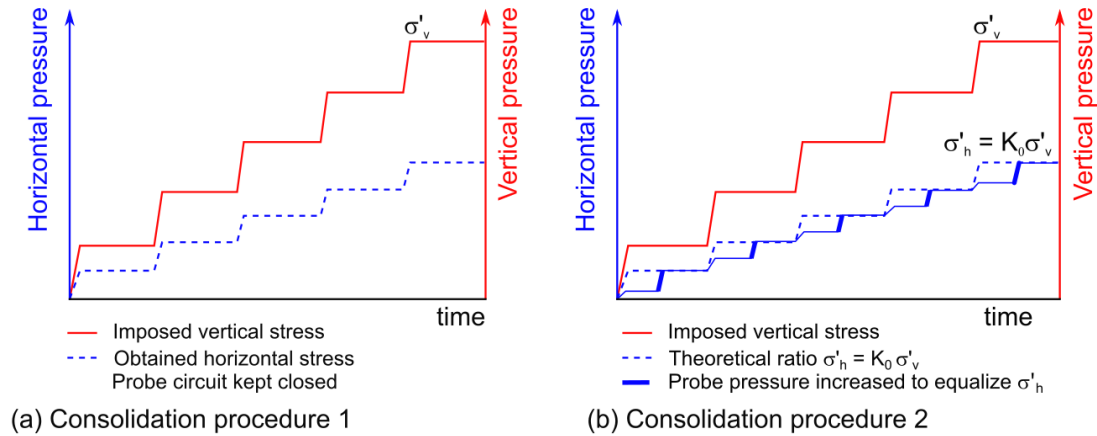 Horizontal pressure
σ'v
Vertical pressure
time
Imposed vertical stress
Obtained horizontal stress
Probe circuit kept closed
(a) Consolidation procedure 1
Horizontal pressure
σ'v
σ'h = K0σ'v
Vertical pressure
time
Imposed vertical stress
Theoretical ratio σ'h = K0 σ'v
Probe pressure increased to equalize σ'h
(b) Consolidation procedure 2